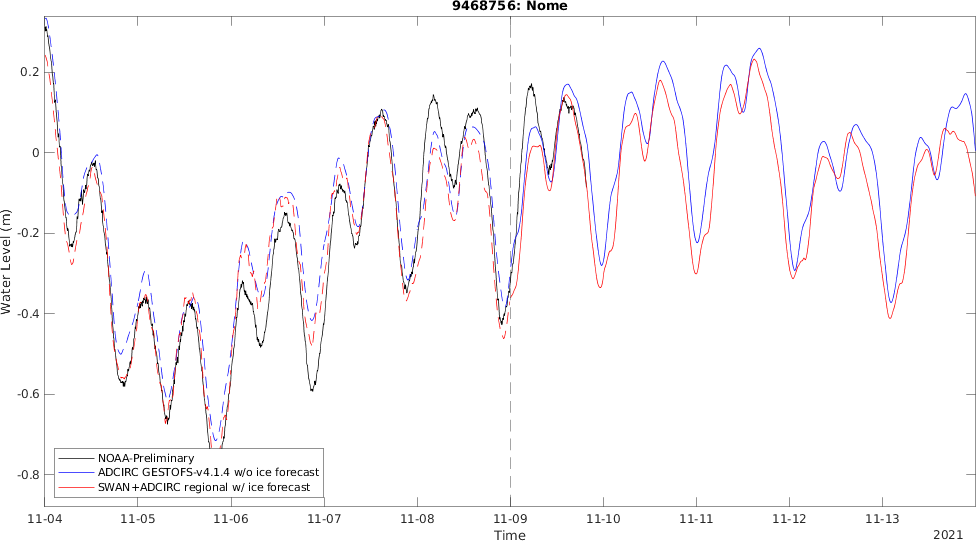 9468756: Nome
Water Level (m)
0.2
0
-0.2
-0.4
-0.6
-0.8
NOAA-Preliminary
ADCIRC GESTOFS-v4.1.4 w/o ice forecast
SWAN+ADCIRC regional w/ ice forecast
11-04 11-05 11-06 11-07 11-08 11-09 11-10 11-11 11-12 11-13
Time
2021